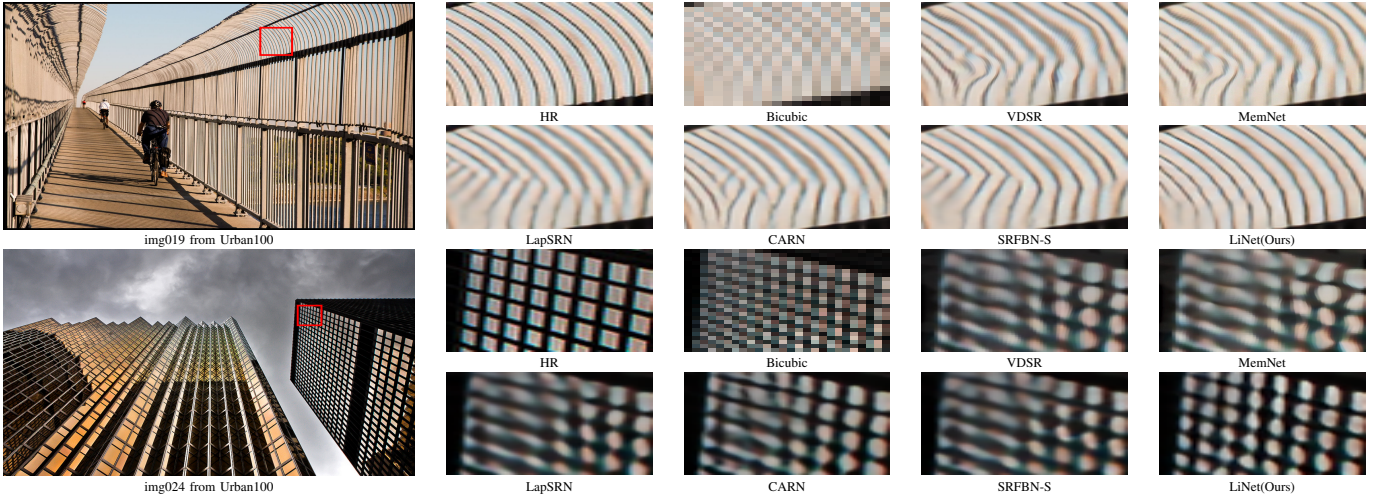 HR
Bicubic
VDSR
MemNet
img019 from Urban100
LapSRN
CARN
SRFBN-S
LiNet(Ours)
HR
Bicubic
VDSR
MemNet
img024 from Urban100
LapSRN
CARN
SRFBN-S
LiNet(Ours)